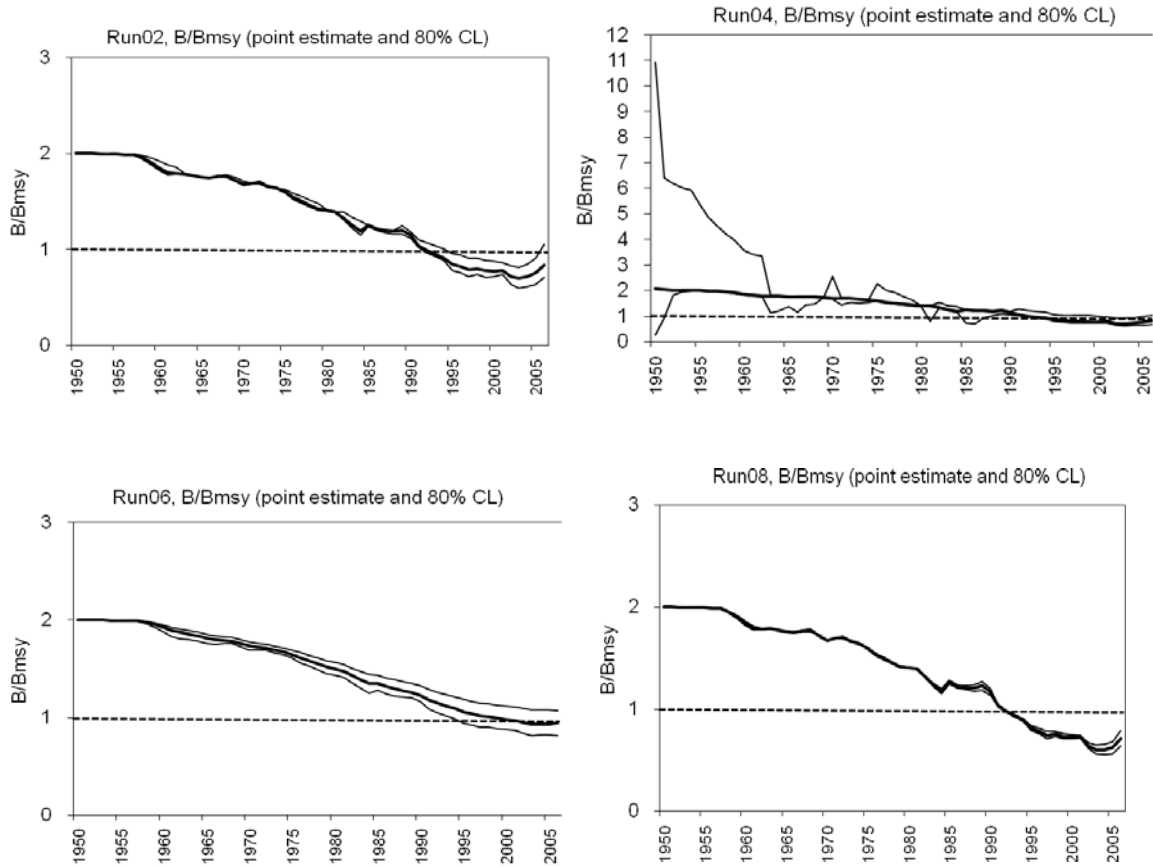 Run02, B/Bmsy (point estimate and 80% CL)
3
2
1
0
B/Bmsy
1950 1955 1960 1965 1970 1975 1980 1985 1990 1995 2000 2005
Run04, B/Bmsy (point estimate and 80% CL)
12
11
10
9
8
7
6
5
4
3
2
1
0
B/Bmsy
1950 1955 1960 1965 1970 1975 1980 1985 1990 1995 2000 2005
Run06, B/Bmsy (point estimate and 80% CL)
3
2
1
0
B/Bmsy
1950 1955 1960 1965 1970 1975 1980 1985 1990 1995 2000 2005
Run08, B/Bmsy (point estimate and 80% CL)
3
2
1
0
B/Bmsy
1950 1955 1960 1965 1970 1975 1980 1985 1990 1995 2000 2005